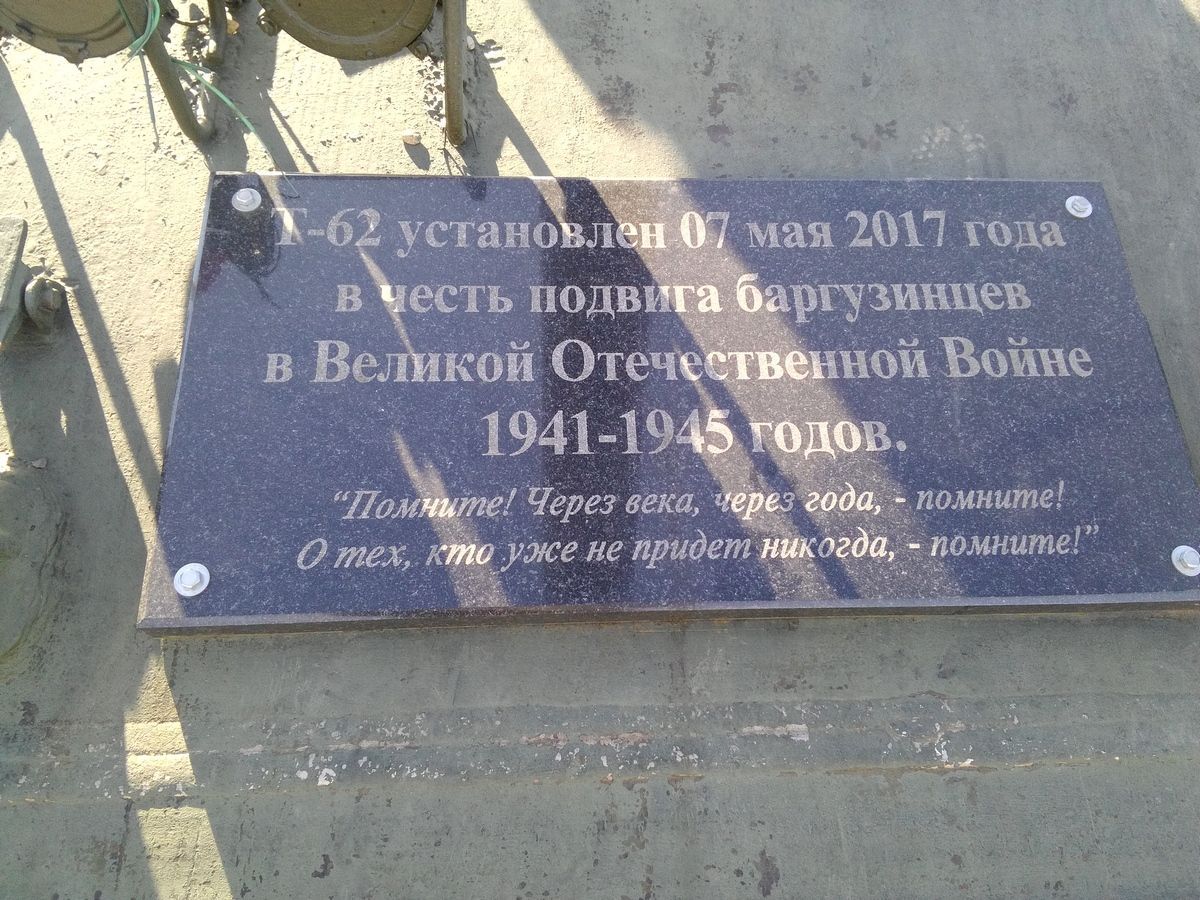 Т-62 установлен 07 мая 2017 года
в честь подвига баргузинцев
в Великой Отечественной Войне
1941-1945 годов.
“Помните! Через века, через года, - помните!
О тех, кто уже не придет никогда, - помните!”